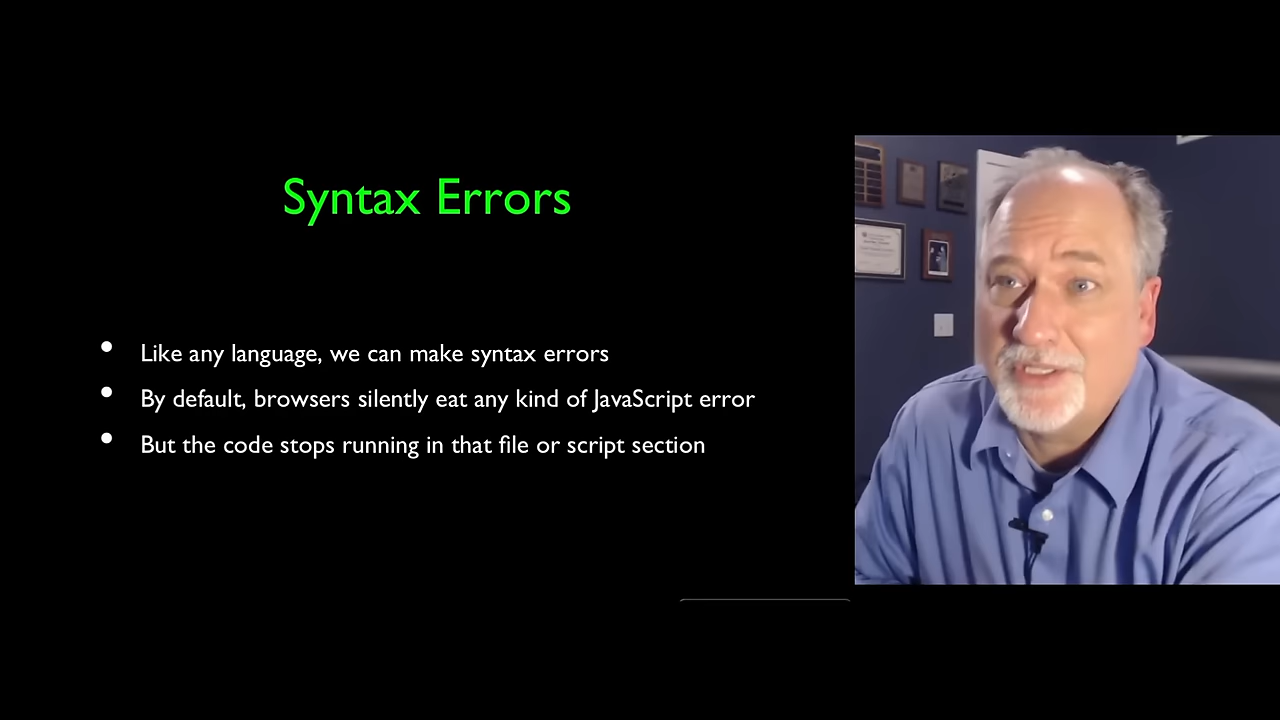 Syntax Errors
Like any language, we can make syntax errors
By default, browsers silently eat any kind of JavaScript error
But the code stops running in that file or script section